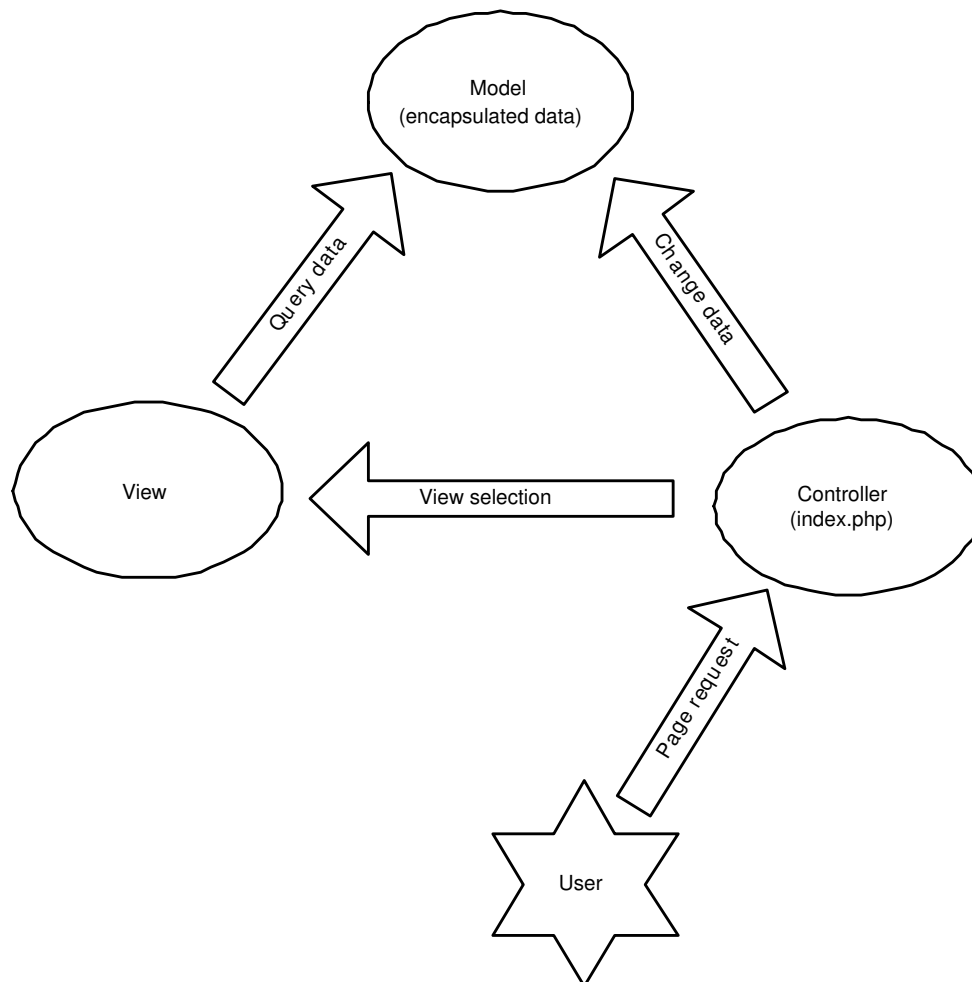 Model
(encapsulated data)
Query data
Change data
View
View selection
Controller
(index.php)
Page request
User